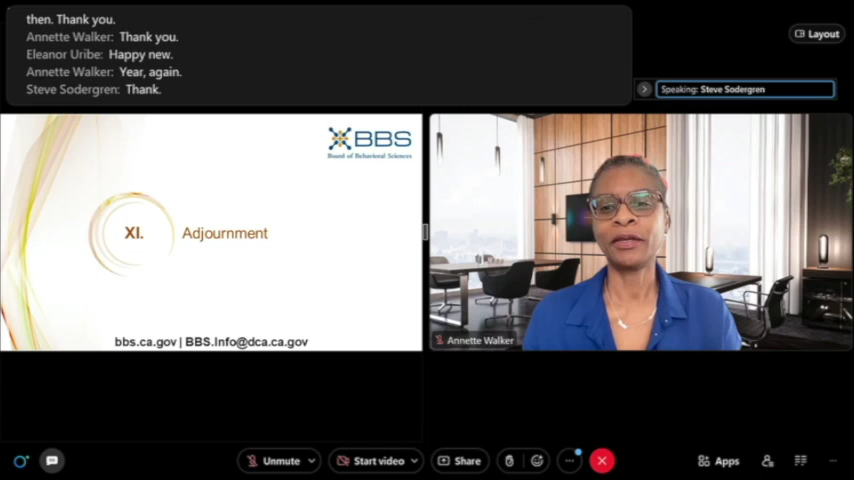 then. Thank you.
Annette Walker: Thank you.
Eleanor Uribe: Happy new.
Annette Walker: Year, again.
Steve Sodergren: Thank.
Layout
Speaking: Steve Sodergren
BBS
Board of Behavioral Sciences
XI. Adjournment
bbs.ca.gov | BBS.Info@dca.ca.gov
Annette Walker
Unmute
Start video
Share
Apps